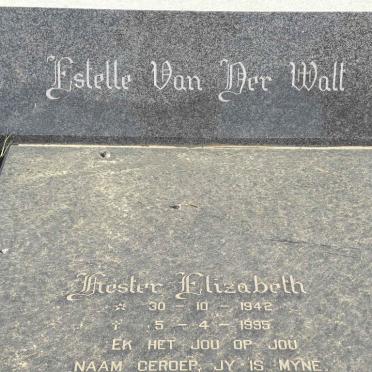 Estelle Van Der Walt
Hester Elizabeth
☆ 30 - 10 - 1942
† 5 - 4 - 1995
EK HET JOU OP JOU
NAAM GEROEP, JY IS MYNE.